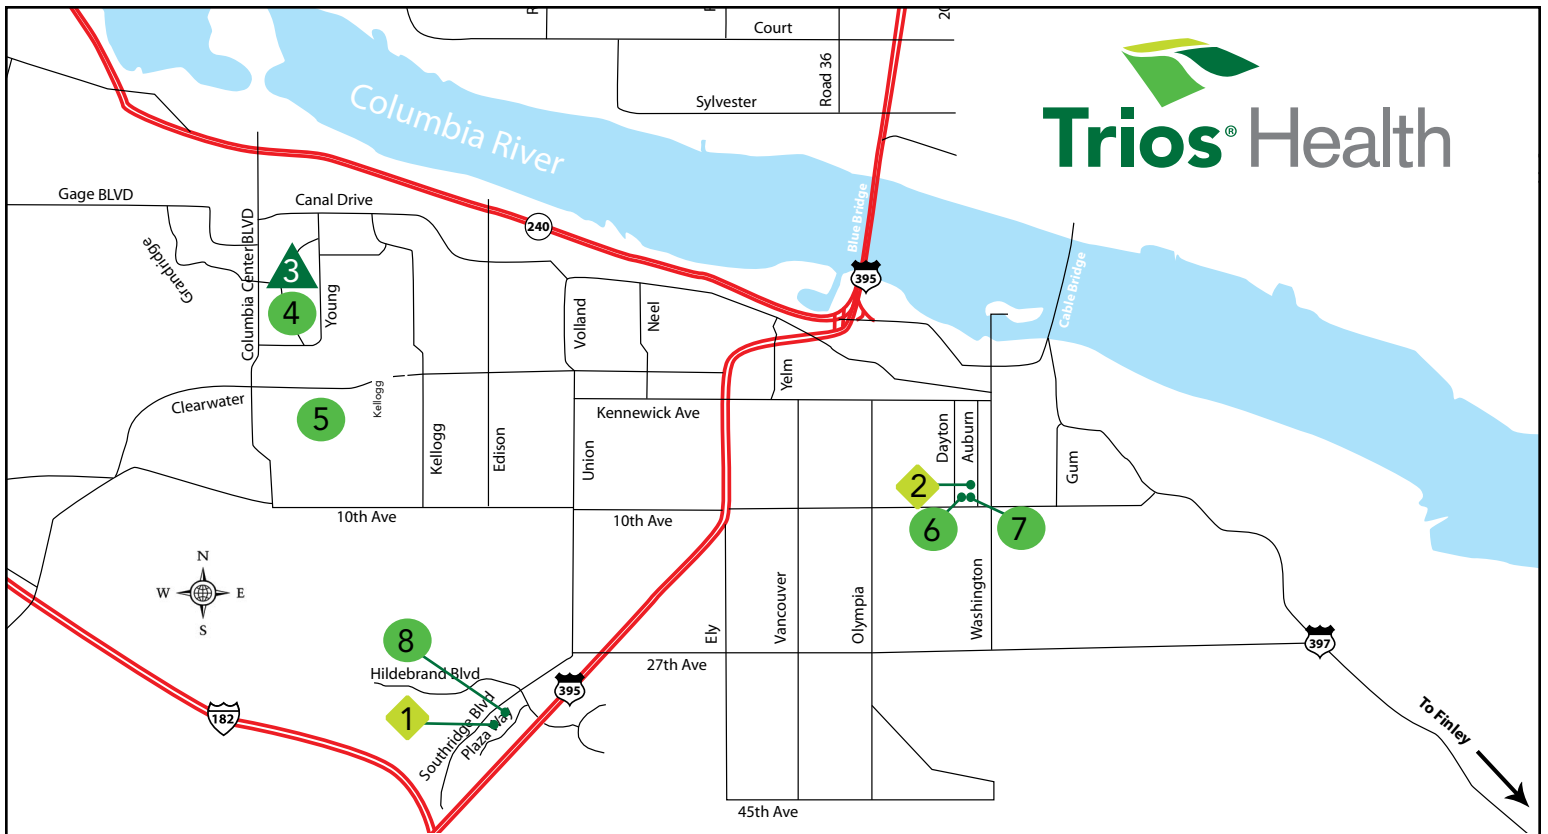 Court
Road 36
Sylvester
20
Trios® Health
Columbia River
Gage BLVD
Canal Drive
240
Blue Bridge
395
Cable Bridge
Grandridge
Columbia Center BLVD
3
4
Young
Volland
Neel
Yelm
Clearwater
Kellogg
5
Kennewick Ave
Kellogg
Edison
Union
Dayton
Auburn
Gum
2
6
7
10th Ave
10th Ave
N
W E
S
Ely
Vancouver
Olympia
Washington
8
Hildebrand Blvd
27th Ave
397
395
1
Southridge Blvd
Plaza Way
182
To Finley
45th Ave